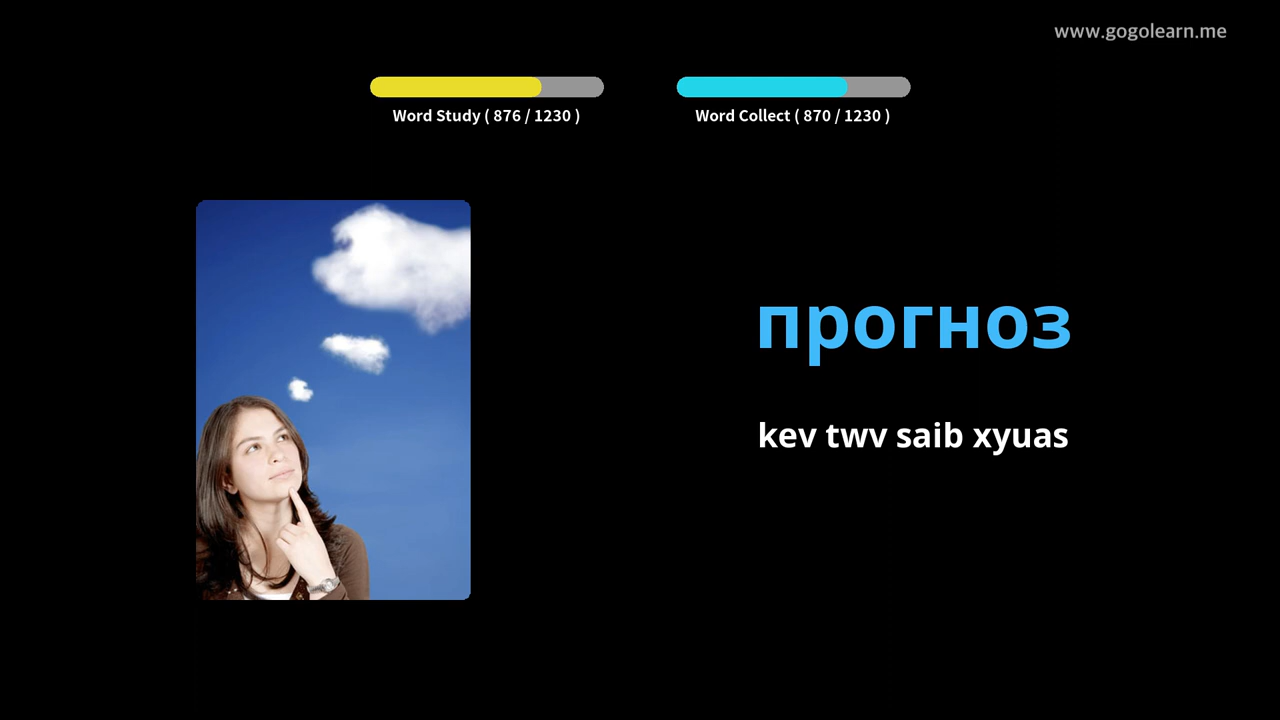 www.gogolearn.me
Word Study ( 876 / 1230 )
Word Collect ( 870 / 1230 )
прогноз
kev twv saib xyuas